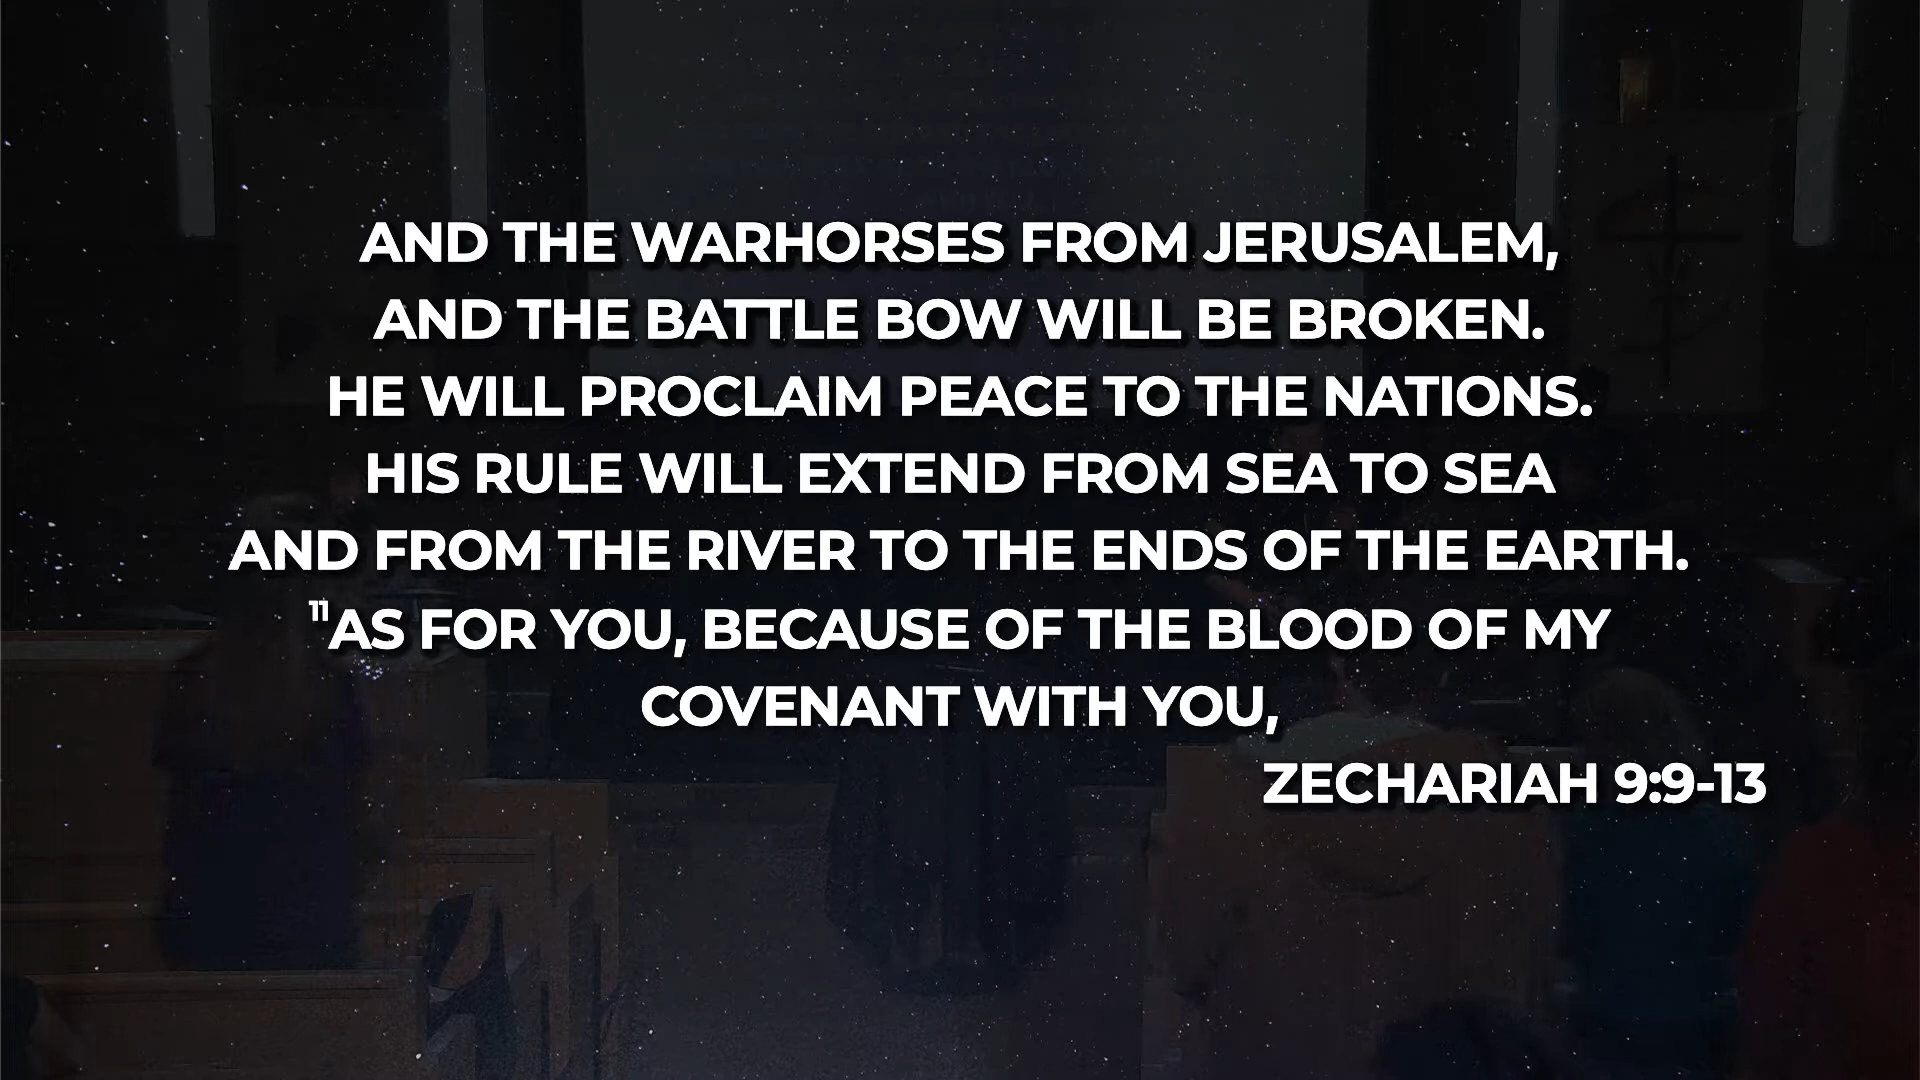 AND THE WARHORSES FROM JERUSALEM,
AND THE BATTLE BOW WILL BE BROKEN.
HE WILL PROCLAIM PEACE TO THE NATIONS.
HIS RULE WILL EXTEND FROM SEA TO SEA
AND FROM THE RIVER TO THE ENDS OF THE EARTH.
¹¹AS FOR YOU, BECAUSE OF THE BLOOD OF MY
COVENANT WITH YOU,
ZECHARIAH 9:9-13